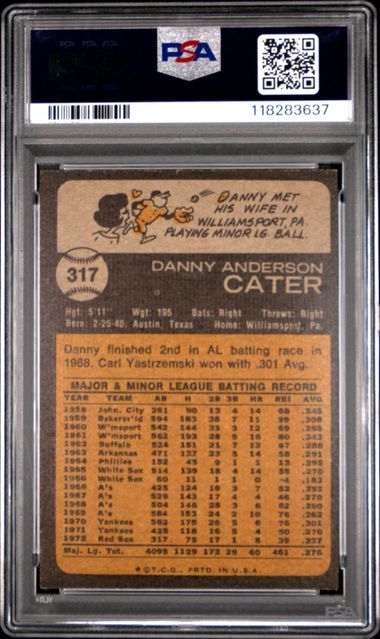 PSA
PSA
118283637
DANNY MET
HIS WIFE IN
WILLIAMSPORT, PA.
PLAYING MINOR LG. BALL.
317
DANNY ANDERSON
CATER
Hgt: 5'11" Wgt: 195 Bats: Right Throws: Right
Born: 2-25-40, Austin, Texas Home: Williamsport, Pa.
Danny finished 2nd in AL batting race in
1968. Carl Yastrzemski won with .301 Avg.
MAJOR & MINOR LEAGUE BATTING RECORD
YEAR TEAM AB H 2B 3B HR RBI AVG.
1958 John. City 261 90 13 4 14 68 .345
1959 Bakersf'ld 594 183 38 7 11 99 .308
1960 W'msport 542 144 33 3 12 69
1961 W'msport 562 193 28 5 16 80 .342
1962 Buffalo 524 151 21 7 13 67 .288
1963 Arkansas 471 137 23 5 14 58 .291
1964 Phillies 152 45 9 1 1 13 .296
1965 White Sox 514 139 18 4 14 55 .270
1966 White Sox 60 11 1 1 0 4 .183
1966 A's 425 124 16 3 7 52 .292
1967 A's 529 143 17 4 4 46 .270
1968 A's 504 146 28 3 6 62 .290
1969 A's 584 153 24 2 10 76 .262
1970 Yankees 582 175 26 5 6 76 .301
1971 Yankees 428 118 16 5 4 50 .276
1972 Red Sox 317 75 17 1 8 39 .237
Maj. Lg. Tot. 4095 1129 172 29 60 461 .276
★ ©T.C.G., PRTD. IN U.S.A.